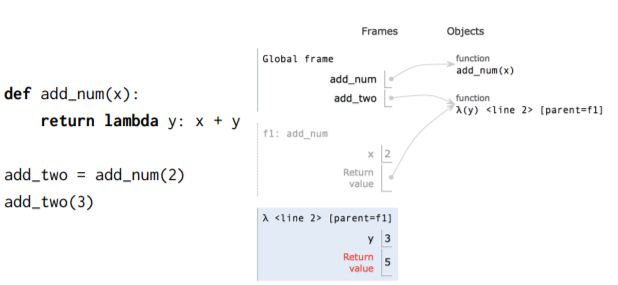 def add_num(x):
    return lambda y: x + y
add_two = add_num(2)
add_two(3)
Frames
Objects
Global frame
add_num
add_two
function
add_num(x)
function
λ(y) <line 2> [parent=f1]
f1: add_num
x 2
Return
value
λ <line 2> [parent=f1]
y 3
Return
value 5